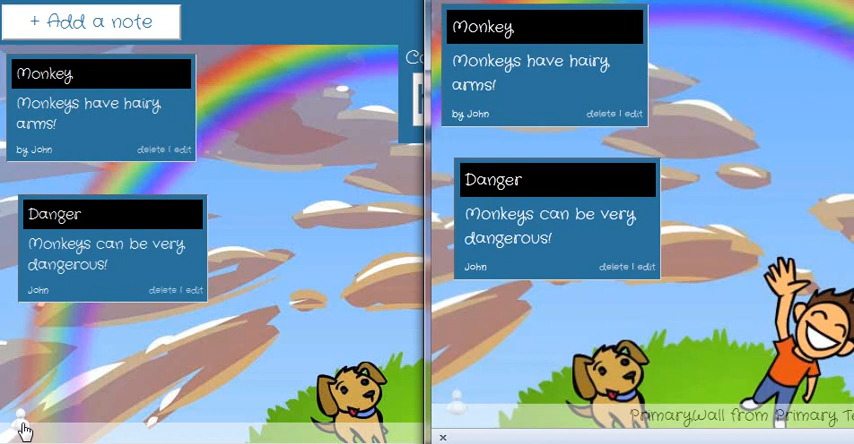 + Add a note
Monkey
Monkeys have hairy
arms!
by John
delete | edit
Danger
Monkeys can be very
dangerous!
John
delete | edit
Monkey
Monkeys have hairy
arms!
by John
delete | edit
Danger
Monkeys can be very
dangerous!
John
delete | edit
PrimaryWall from Primary